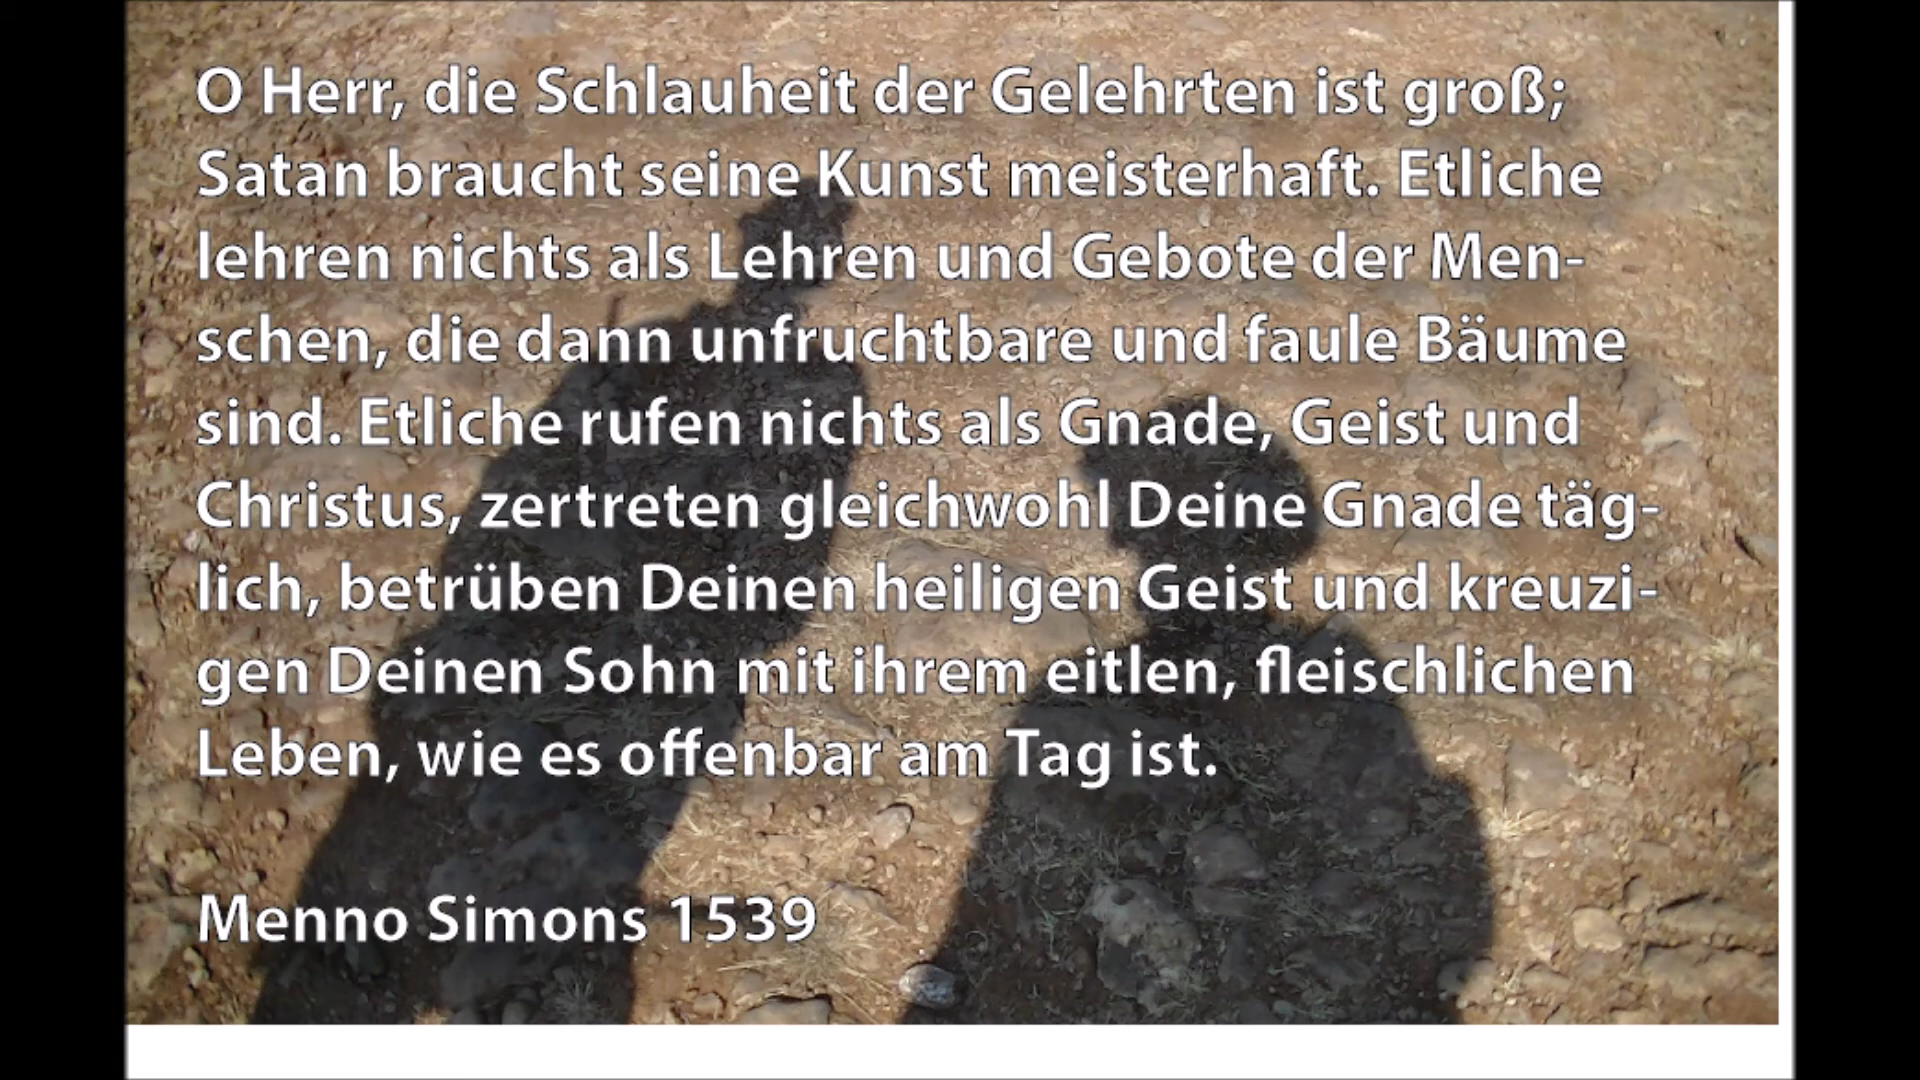 O Herr, die Schlauheit der Gelehrten ist groß;
Satan braucht seine Kunst meisterhaft. Etliche
lehren nichts als Lehren und Gebote der Men-
schen, die dann unfruchtbare und faule Bäume
sind. Etliche rufen nichts als Gnade, Geist und
Christus, zertreten gleichwohl Deine Gnade täg-
lich, betrüben Deinen heiligen Geist und kreuzi-
gen Deinen Sohn mit ihrem eitlen, fleischlichen
Leben, wie es offenbar am Tag ist.
Menno Simons 1539